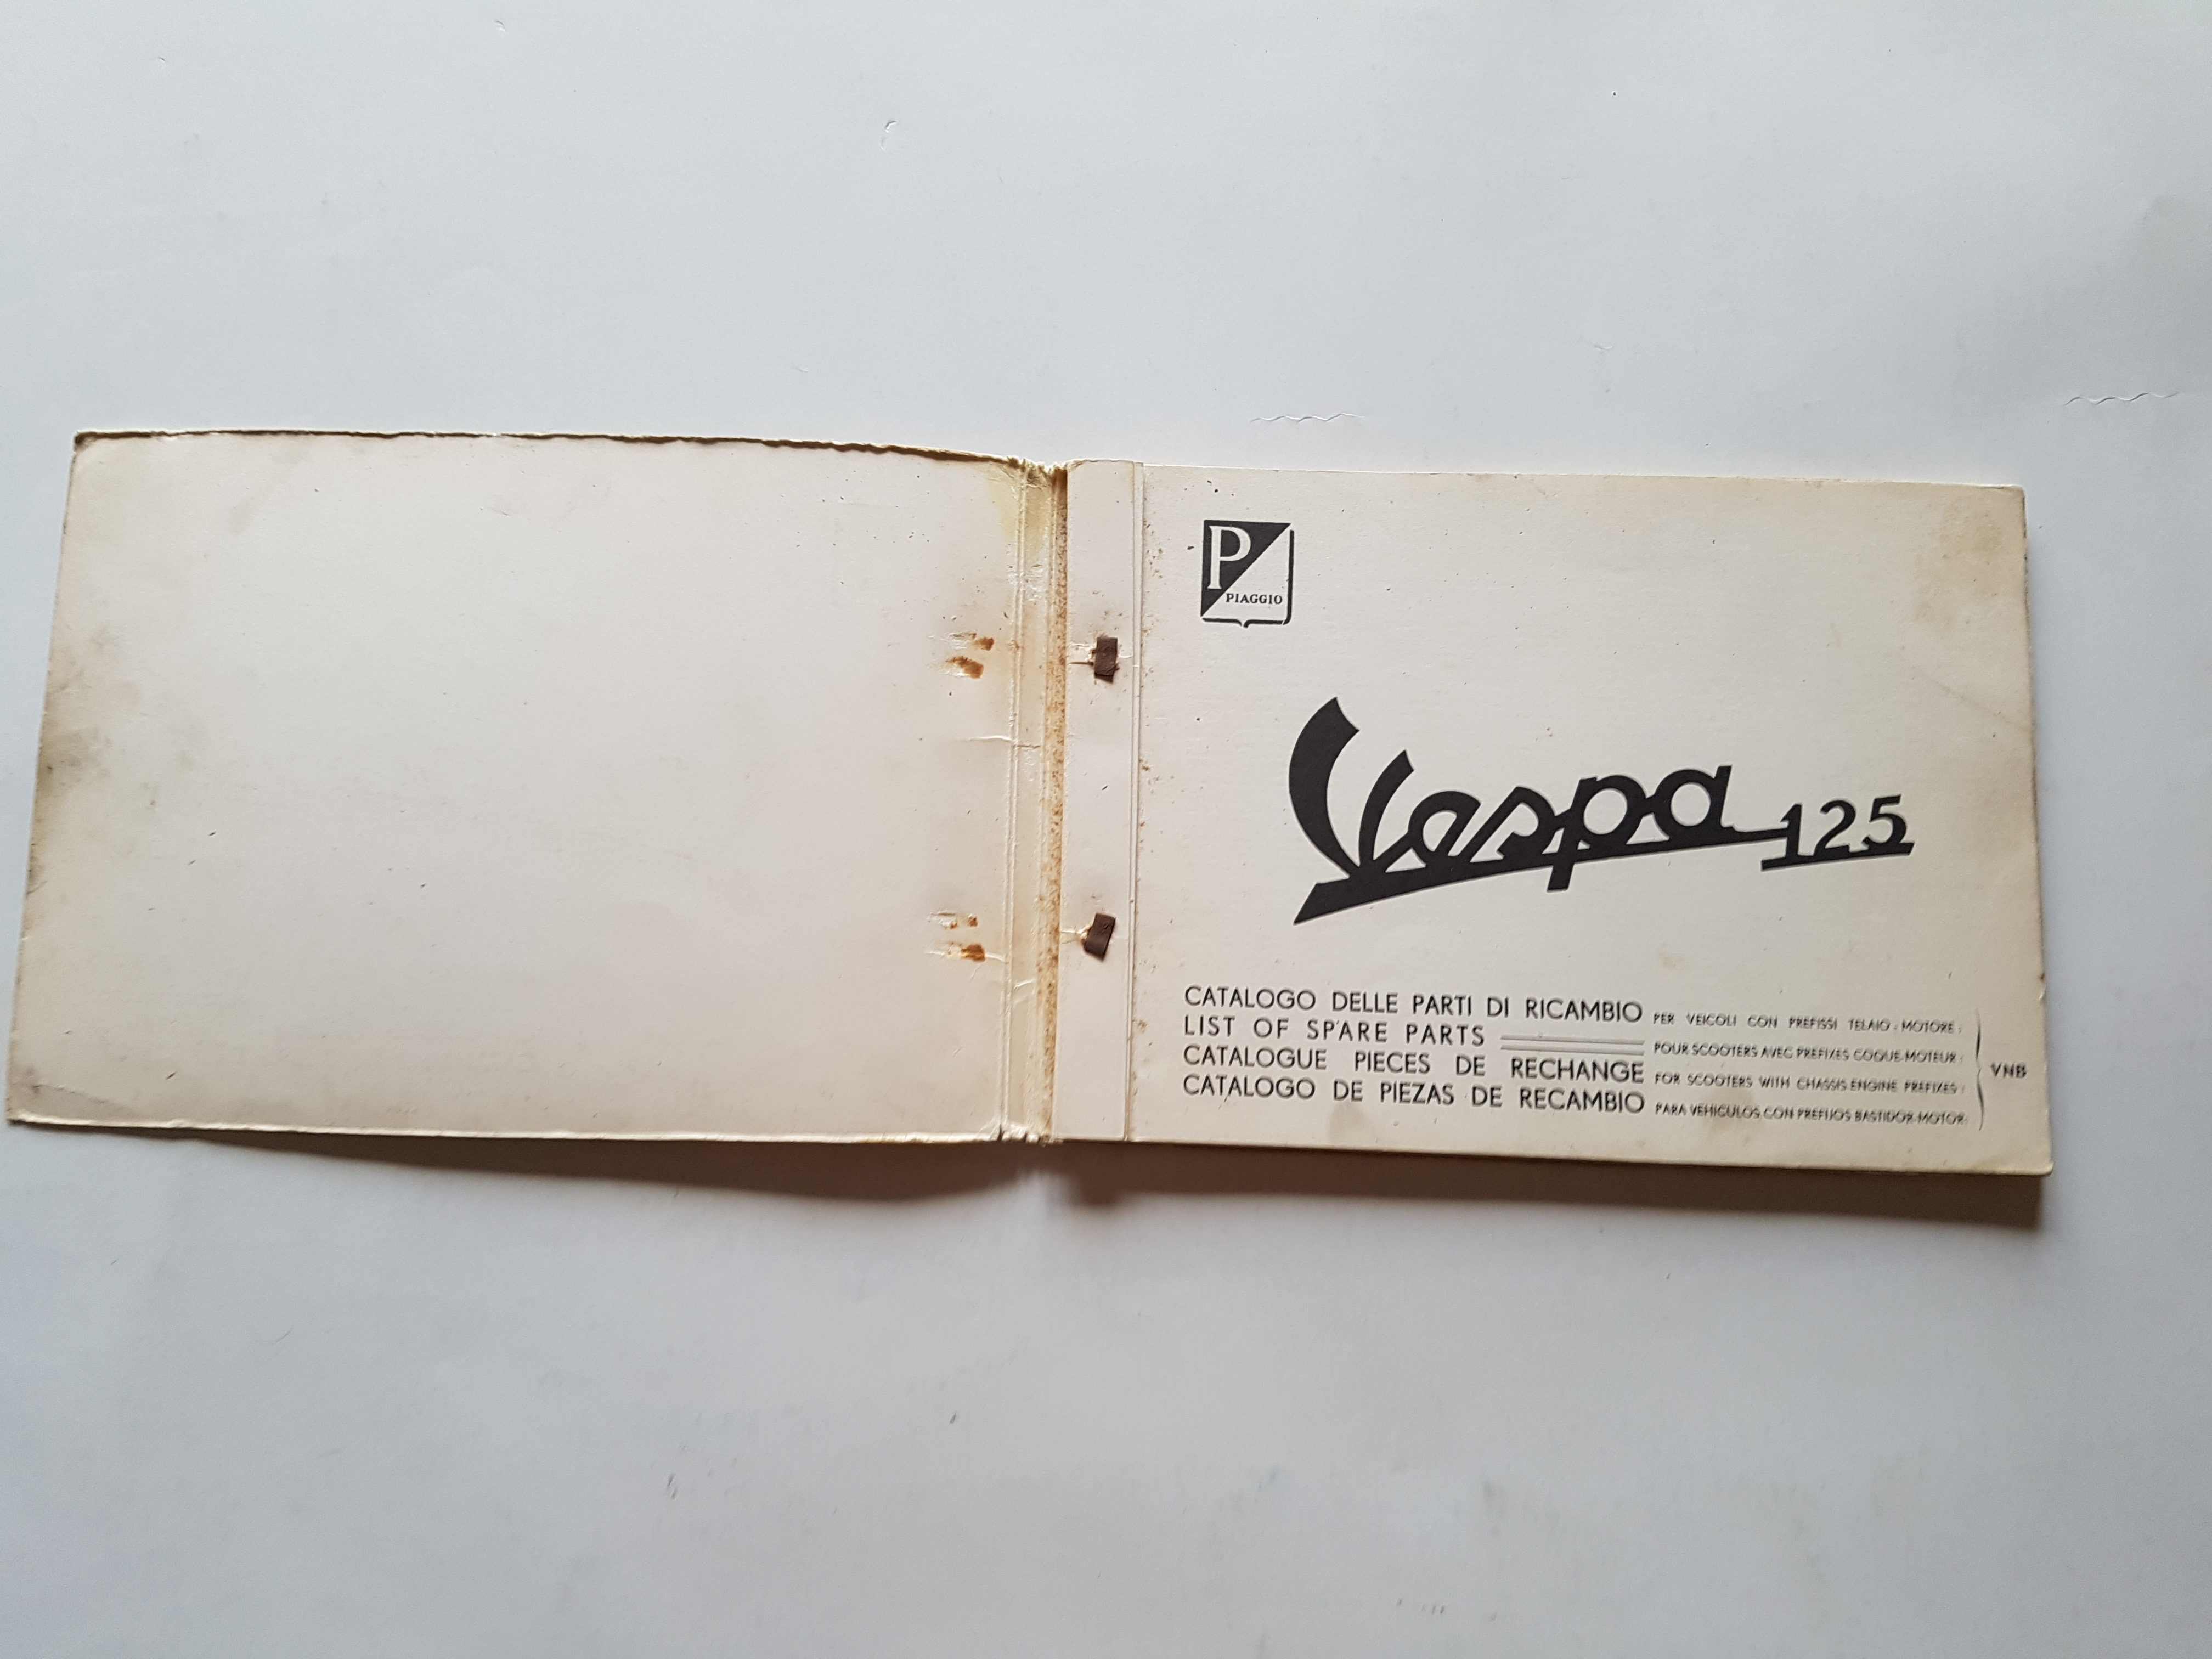 P
PIAGGIO
Vespa 125
CATALOGO DELLE PARTI DI RICAMBIO PER VEICOLI CON PREFISSI TELAIO-MOTORE:
LIST OF SPARE PARTS POUR SCOOTERS AVEC PREFIXES COQUE-MOTEUR:
CATALOGUE PIECES DE RECHANGE FOR SCOOTERS WITH CHASSIS-ENGINE PREFIXES:
CATALOGO DE PIEZAS DE RECAMBIO PARA VEHICULOS CON PREFIJOS BASTIDOR-MOTOR:
VNB